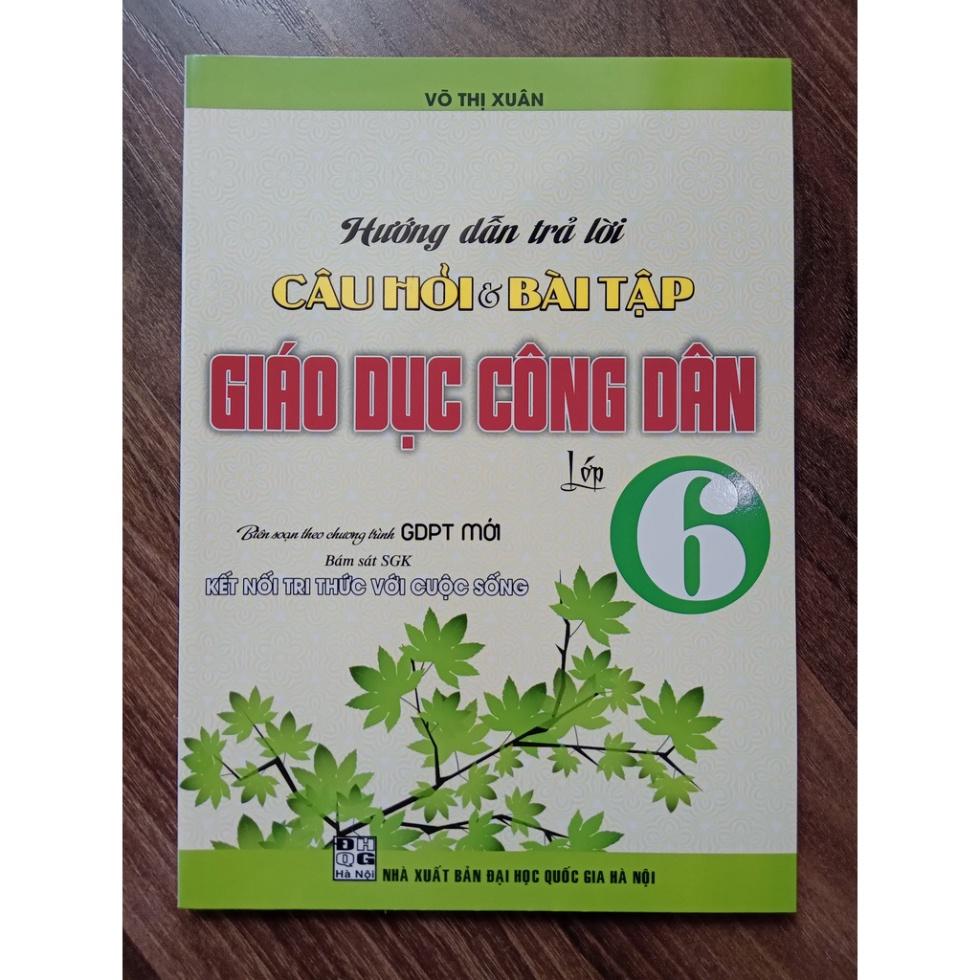 VÕ THỊ XUÂN
Hướng dẫn trả lời
CÂU HỎI & BÀI TẬP
GIÁO DỤC CÔNG DÂN
Lớp 6
Biên soạn theo chương trình GDPT MỚI
Bám sát SGK
KẾT NỐI TRI THỨC VỚI CUỘC SỐNG
ĐH
QG
Hà Nội
NHÀ XUẤT BẢN ĐẠI HỌC QUỐC GIA HÀ NỘI